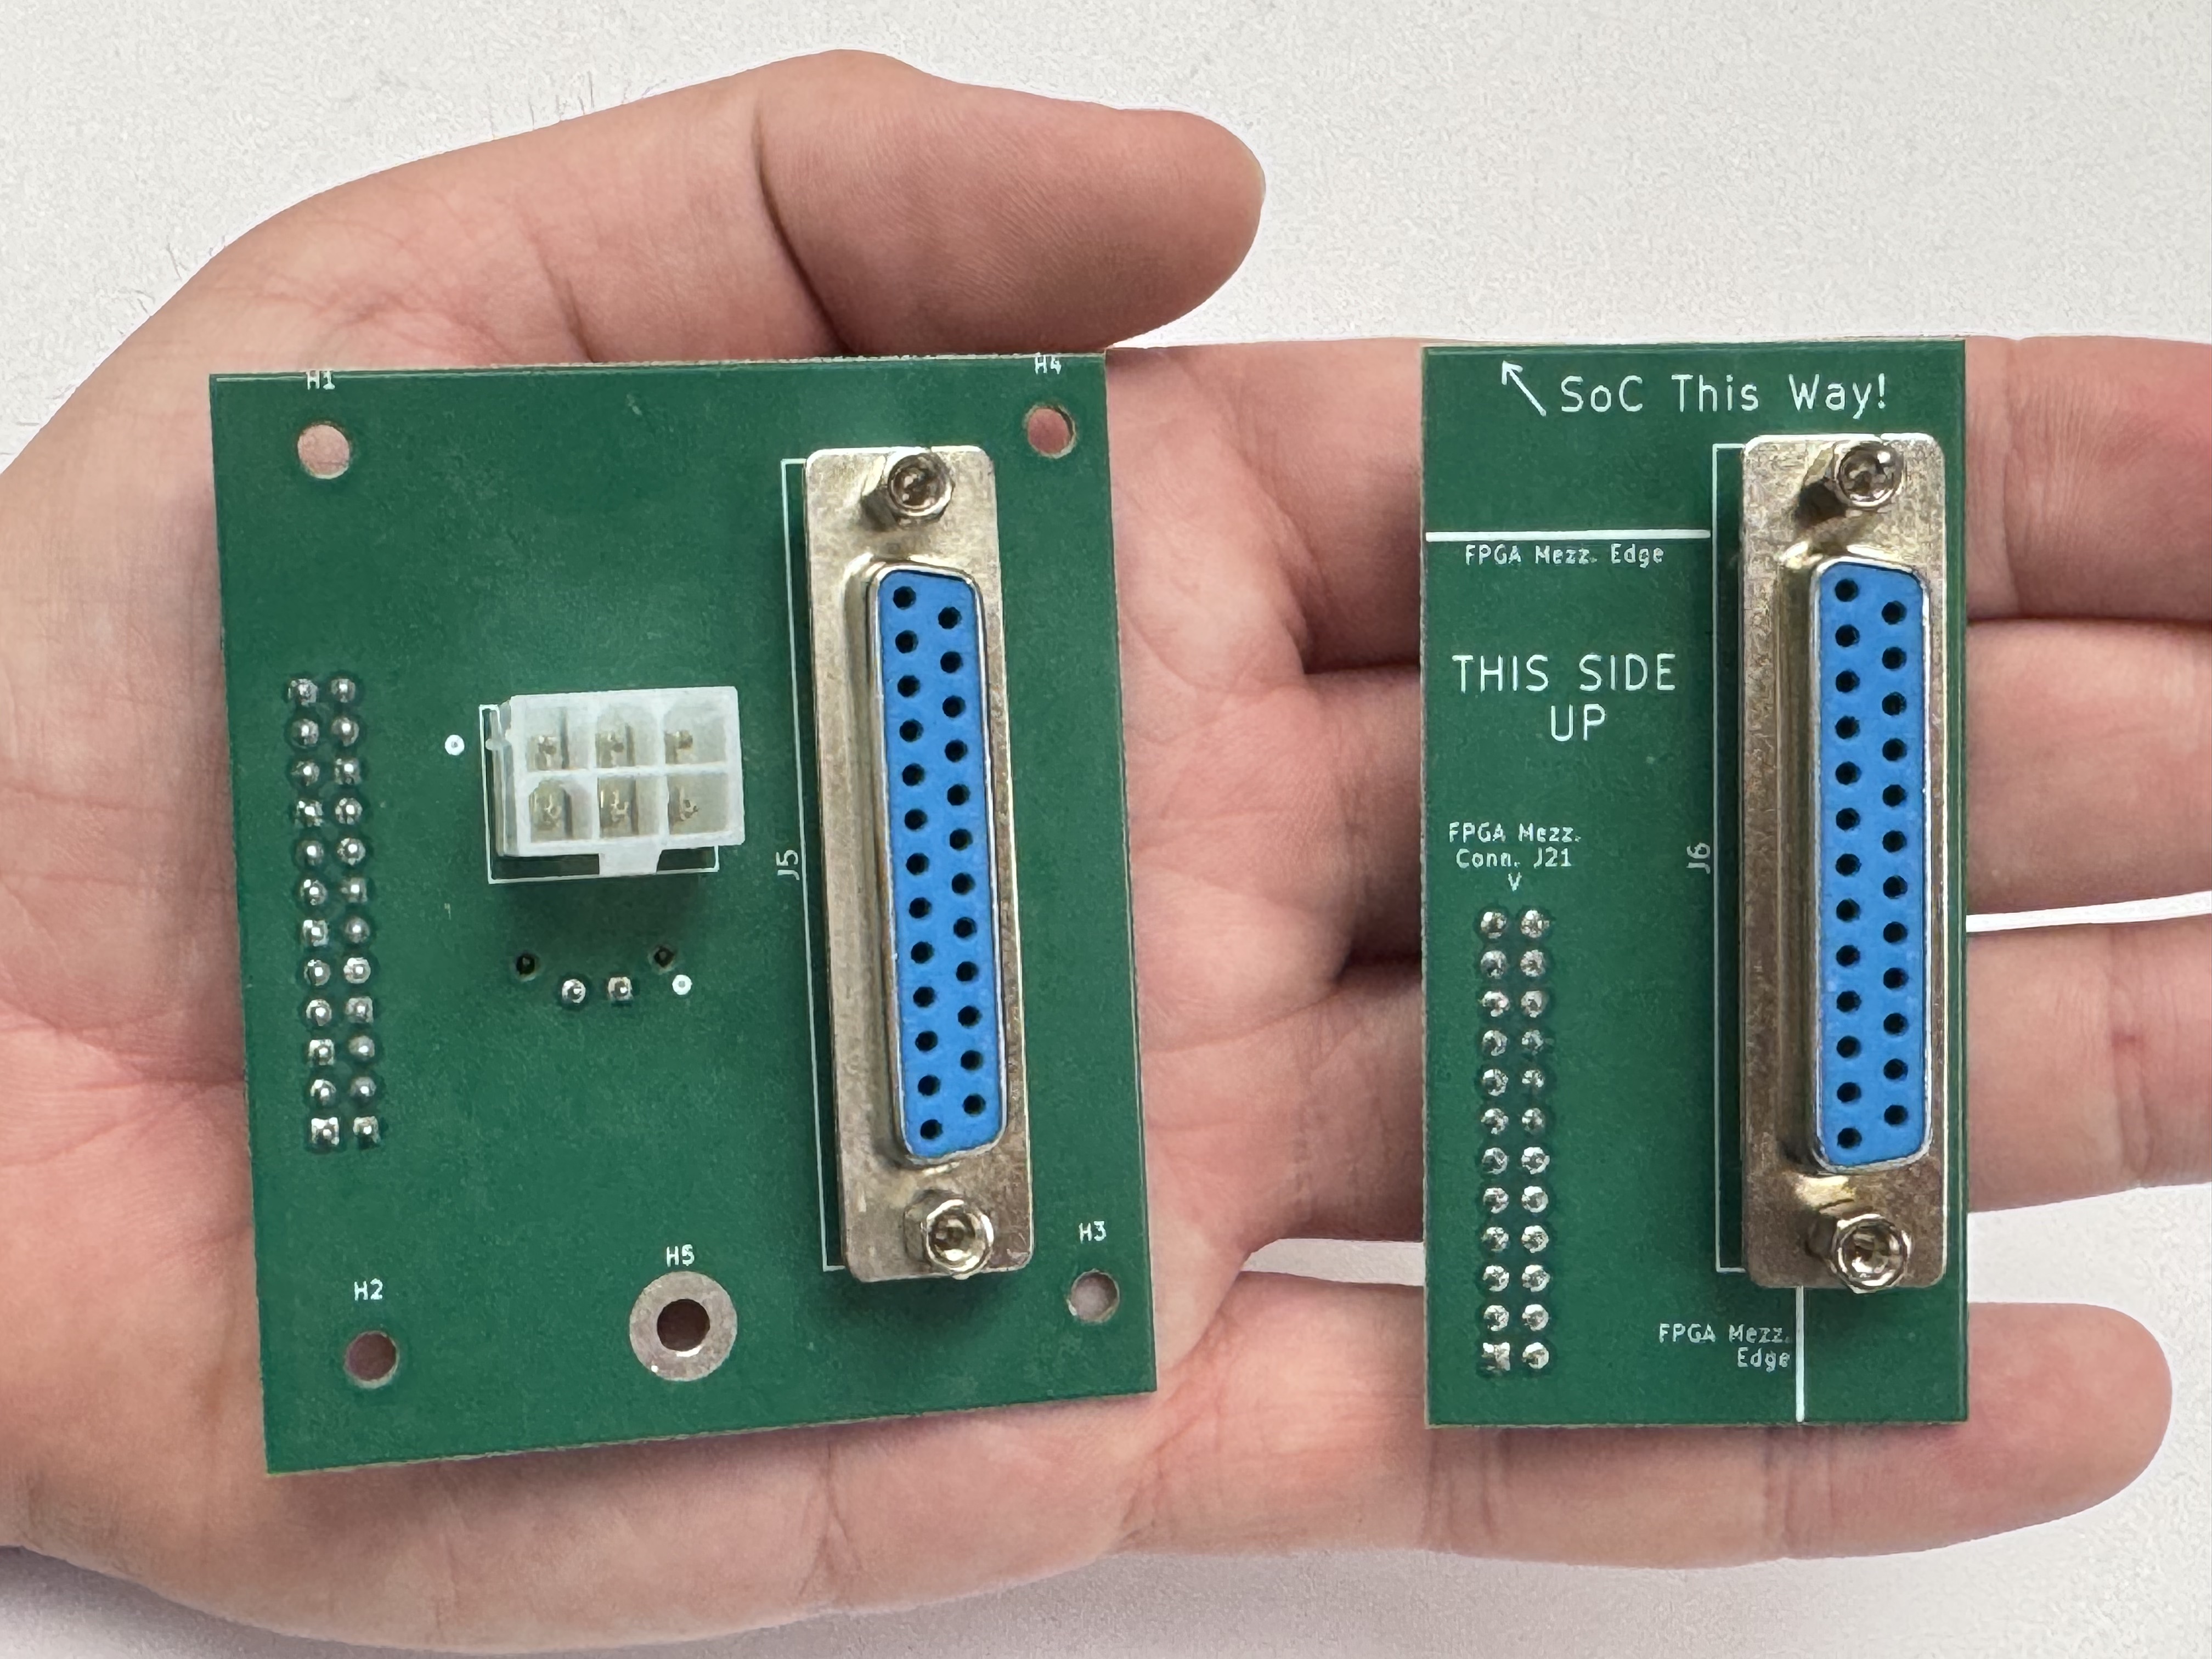 H1
H4
J5
H5
H3
H2
SoC This Way!
FPGA Mezz. Edge
THIS SIDE
UP
FPGA Mezz.
Conn. J21
V
J6
FPGA Mezz.
Edge